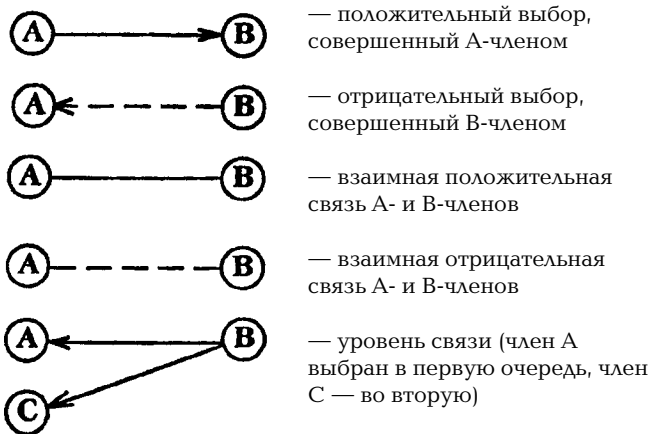 A B — положительный выбор,
совершенный А-членом
A B — отрицательный выбор,
совершенный В-членом
A B — взаимная положительная
связь А- и В-членов
A B — взаимная отрицательная
связь А- и В-членов
A B — уровень связи (член А
выбран в первую очередь, член
C С — во вторую)